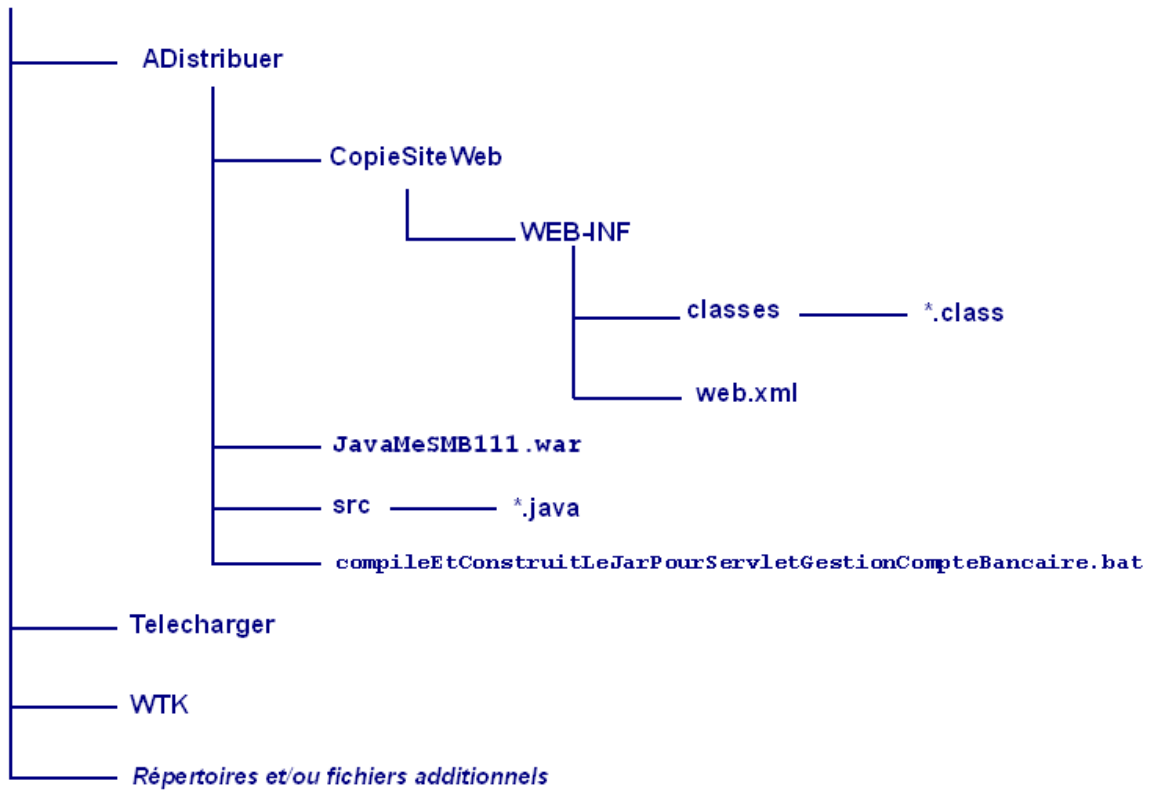 ADistribuer
CopieSiteWeb
WEB-INF
classes
*.class
web.xml
JavaMeSMB111.war
src
*.java
compileEtConstruitLeJarPourServletGestionCompteBancaire.bat
Telecharger
WTK
Répertoires et/ou fichiers additionnels